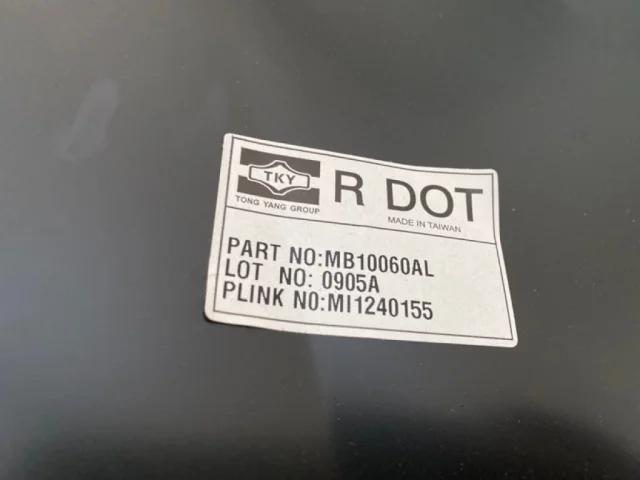 TKY
TONG YANG GROUP
R DOT
MADE IN TAIWAN
PART NO:MB10060AL
LOT NO: 0905A
PLINK NO:MI1240155